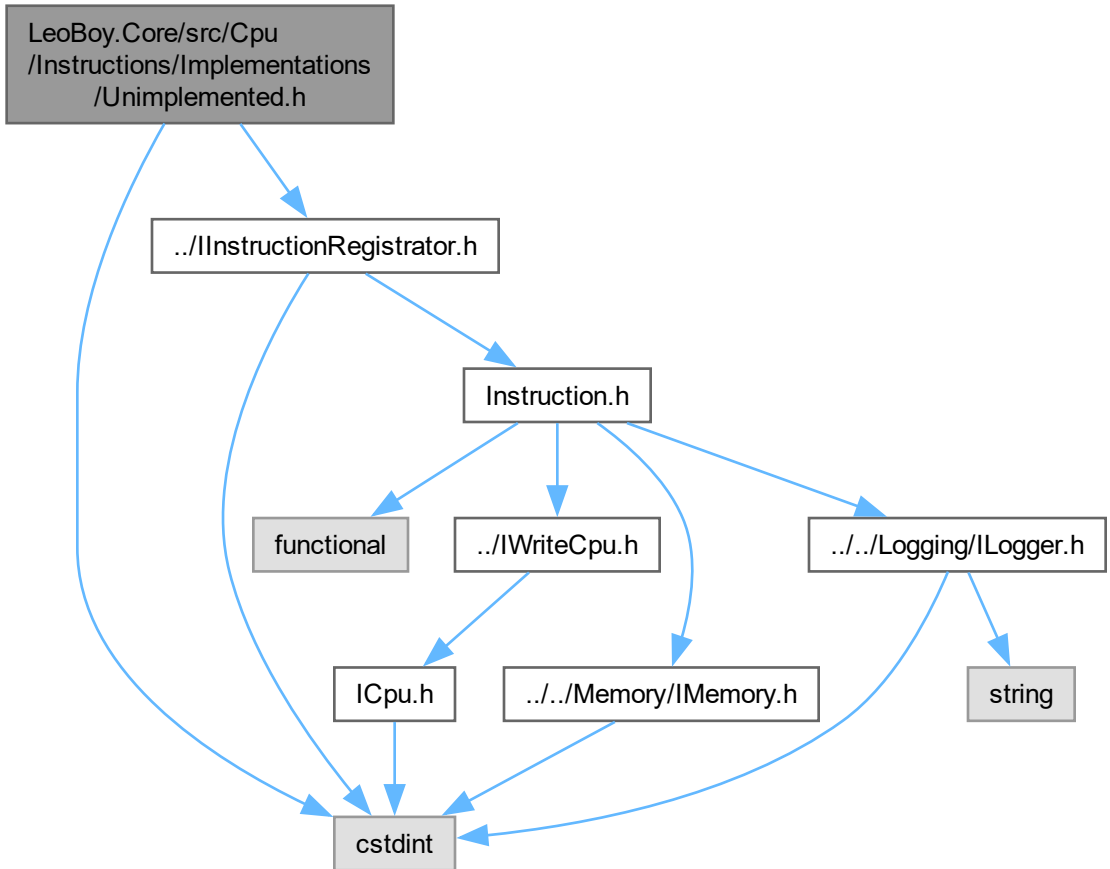 LeoBoy.Core/src/Cpu
/Instructions/Implementations
/Unimplemented.h
../IInstructionRegistrator.h
Instruction.h
functional
../IWriteCpu.h
../../Logging/ILogger.h
ICpu.h
../../Memory/IMemory.h
string
cstdint